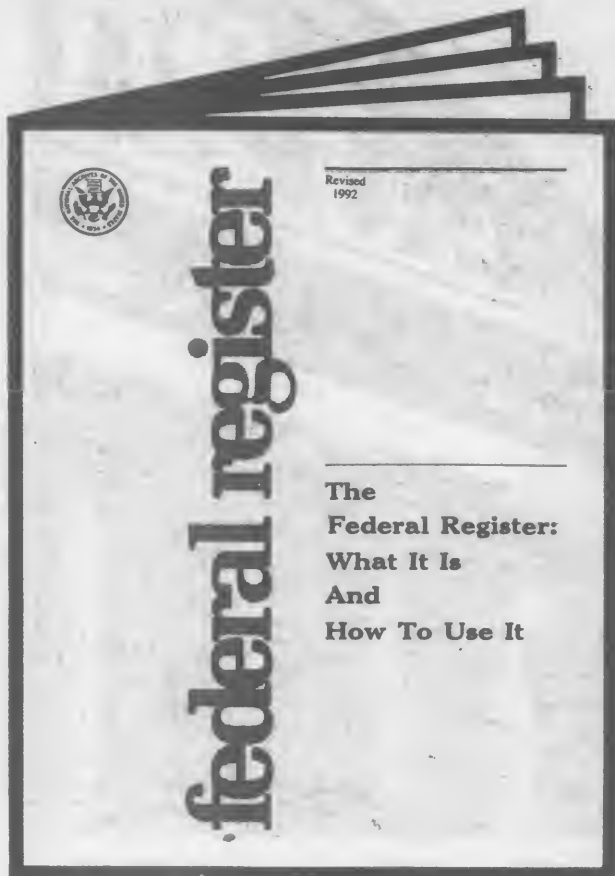 federal register
Revised
1992
The
Federal Register:
What It Is
And
How To Use It